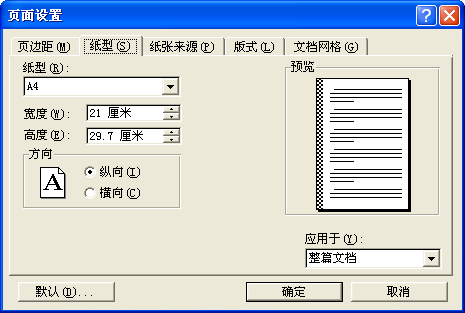 页面设置
页边距(M) 纸型(S) 纸张来源(P) 版式(L) 文档网格(G)
纸型(R):
A4
宽度(W): 21 厘米
高度(E): 29.7 厘米
方向
A
纵向(I)
横向(C)
预览
应用于(Y):
整篇文档
默认(D)... 确定 取消